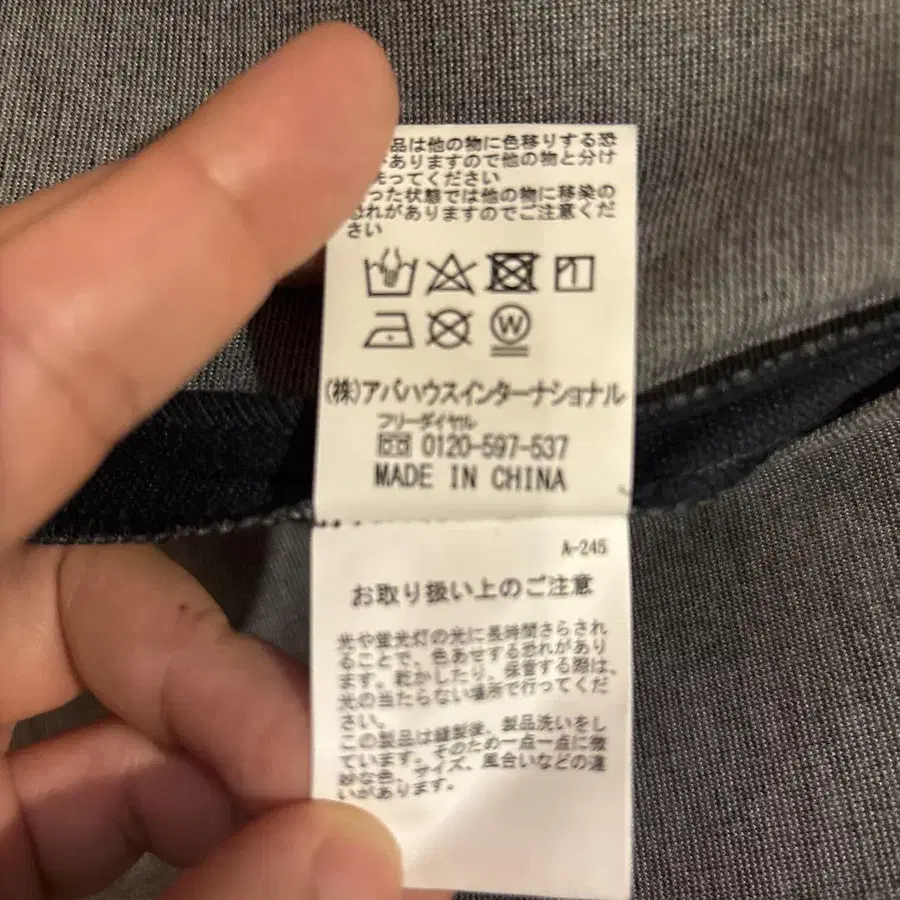 品は他の物に色移りする恐
がありますので他の物と分け
洗ってください
った状態では他の物に移染の
恐れがありますのでご注意くだ
さい
W
(株)アバハウスインターナショナル
フリーダイヤル
0120-597-537
MADE IN CHINA
A-245
お取り扱い上のご注意
光や蛍光灯の光に長時間さらされ
ることで、色あせする恐れがあり
ます。乾かしたり、保管する際は、
光の当たらない場所で行ってくだ
さい。
この製品は縫製後、製品洗いをし
ています。そのため一点一点に微
妙な色、サイズ、風合いなどの違
いがあります。